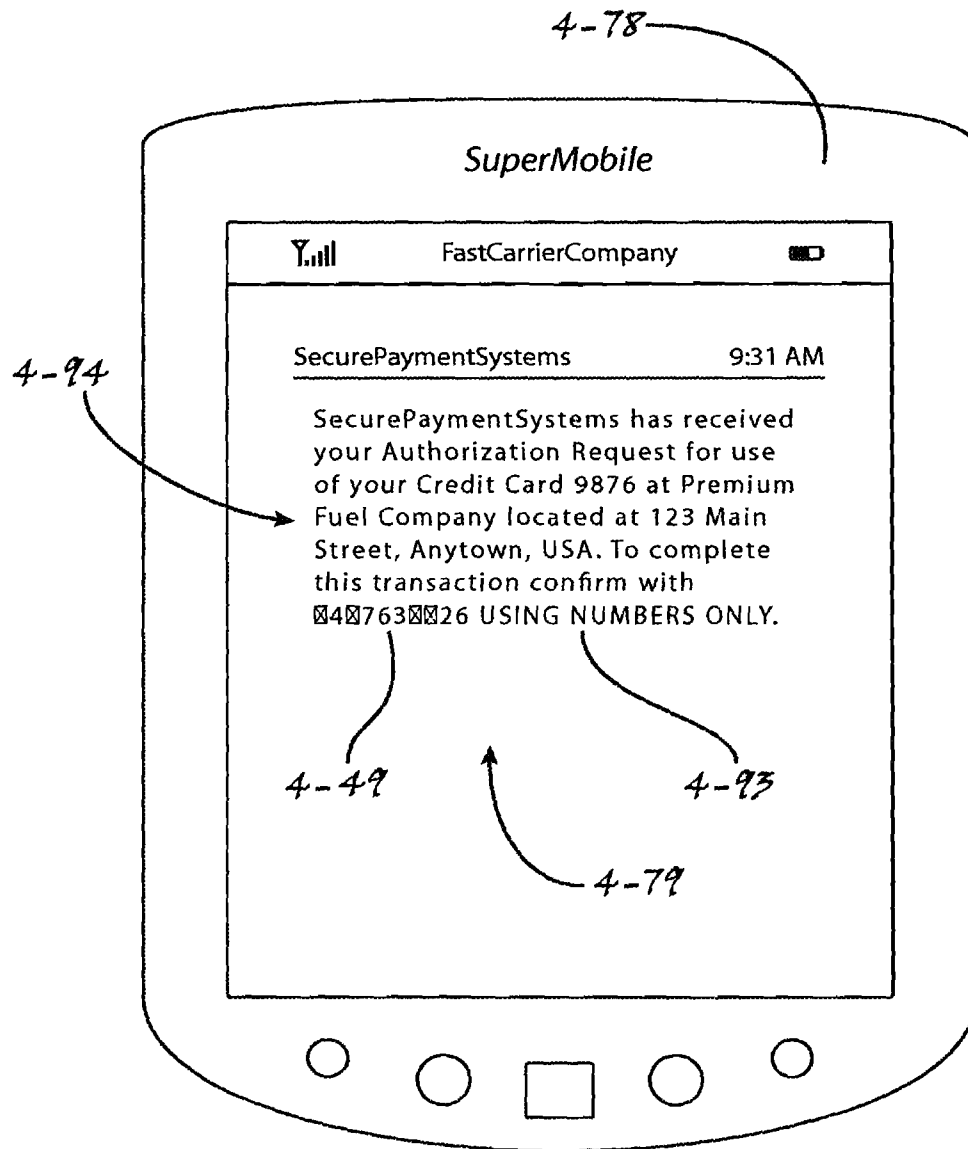 4-78
SuperMobile
FastCarrierCompany
4-94
SecurePaymentSystems 9:31 AM
SecurePaymentSystems has received
your Authorization Request for use
of your Credit Card 9876 at Premium
Fuel Company located at 123 Main
Street, Anytown, USA. To complete
this transaction confirm with
☒4☒763☒☒26 USING NUMBERS ONLY.
4-49
4-93
4-79